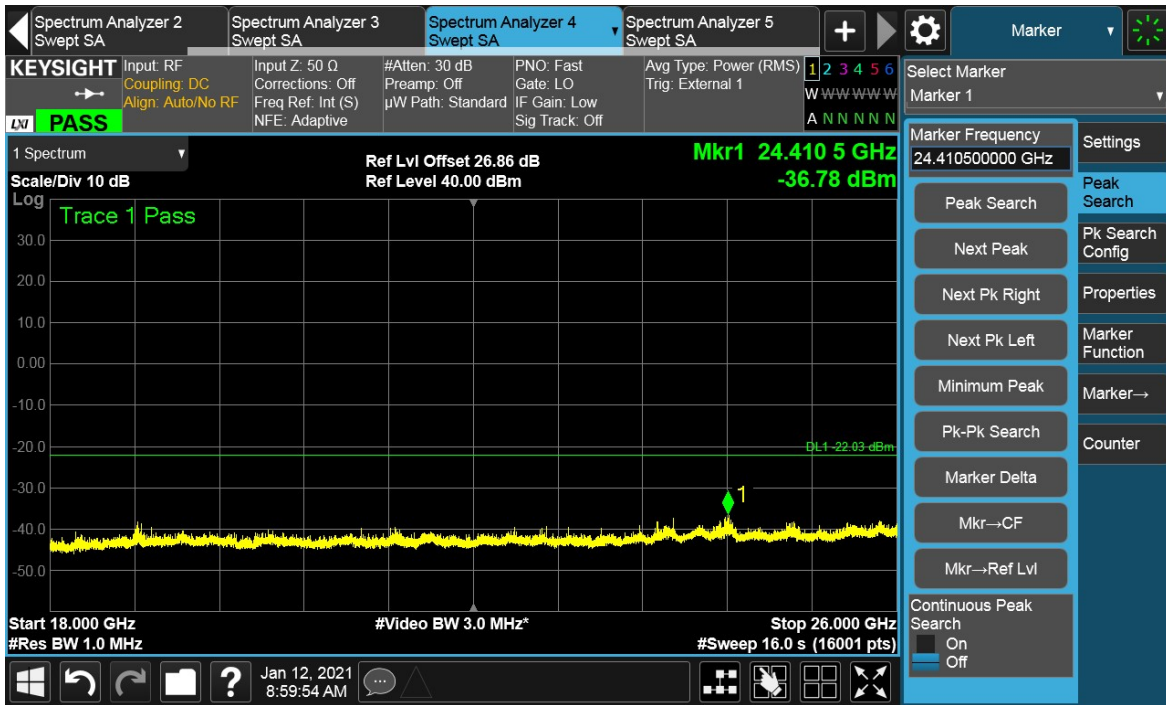 Spectrum Analyzer 2
Swept SA
Spectrum Analyzer 3
Swept SA
Spectrum Analyzer 4
Swept SA
Spectrum Analyzer 5
Swept SA
+
Marker
KEYSIGHT
LXI PASS
Input: RF
Coupling: DC
Align: Auto/No RF
Input Z: 50 Ω
Corrections: Off
Freq Ref: Int (S)
NFE: Adaptive
#Atten: 30 dB
Preamp: Off
µW Path: Standard
PNO: Fast
Gate: LO
IF Gain: Low
Sig Track: Off
Avg Type: Power (RMS)
Trig: External 1
1 2 3 4 5 6
W W W W W W
A N N N N N
Select Marker
Marker 1
1 Spectrum
Scale/Div 10 dB
Ref Lvl Offset 26.86 dB
Ref Level 40.00 dBm
Mkr1 24.410 5 GHz
-36.78 dBm
Log
Trace 1 Pass
30.0
20.0
10.0
0.00
-10.0
-20.0
-30.0
-40.0
-50.0
DL1 -22.03 dBm
1
Start 18.000 GHz
#Res BW 1.0 MHz
#Video BW 3.0 MHz*
Stop 26.000 GHz
#Sweep 16.0 s (16001 pts)
Marker Frequency
24.410500000 GHz
Peak Search
Next Peak
Next Pk Right
Next Pk Left
Minimum Peak
Pk-Pk Search
Marker Delta
Mkr→CF
Mkr→Ref Lvl
Continuous Peak
Search
On
Off
Settings
Peak
Search
Pk Search
Config
Properties
Marker
Function
Marker→
Counter
?
Jan 12, 2021
8:59:54 AM